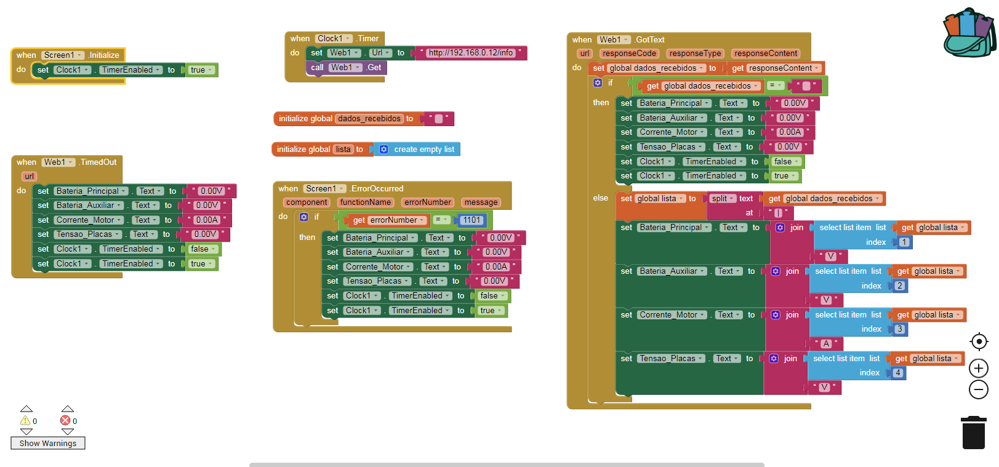 when Screen1 .Initialize
do set Clock1 . TimerEnabled to true
when Web1 .TimedOut
url
do set Bateria_Principal . Text to “ 0.00V ”
set Bateria_Auxiliar . Text to “ 0.00V ”
set Corrente_Motor . Text to “ 0.00A ”
set Tensao_Placas . Text to “ 0.00V ”
set Clock1 . TimerEnabled to false
set Clock1 . TimerEnabled to true
when Clock1 .Timer
do set Web1 . Url to “ http://192.168.0.12/info ”
call Web1 .Get
initialize global dados_recebidos to “ ”
initialize global lista to create empty list
when Screen1 .ErrorOccurred
component functionName errorNumber message
do if get errorNumber = 1101
then set Bateria_Principal . Text to “ 0.00V ”
set Bateria_Auxiliar . Text to “ 0.00V ”
set Corrente_Motor . Text to “ 0.00A ”
set Tensao_Placas . Text to “ 0.00V ”
set Clock1 . TimerEnabled to false
set Clock1 . TimerEnabled to true
when Web1 .GotText
url responseCode responseType responseContent
do set global dados_recebidos to get responseContent
if get global dados_recebidos = “ ”
then set Bateria_Principal . Text to “ 0.00V ”
set Bateria_Auxiliar . Text to “ 0.00V ”
set Corrente_Motor . Text to “ 0.00A ”
set Tensao_Placas . Text to “ 0.00V ”
set Clock1 . TimerEnabled to false
set Clock1 . TimerEnabled to true
else set global lista to split text get global dados_recebidos
at “ | ”
set Bateria_Principal . Text to join select list item list get global lista
index 1
“ V ”
set Bateria_Auxiliar . Text to join select list item list get global lista
index 2
“ V ”
set Corrente_Motor . Text to join select list item list get global lista
index 3
“ A ”
set Tensao_Placas . Text to join select list item list get global lista
index 4
“ V ”
0 0
Show Warnings